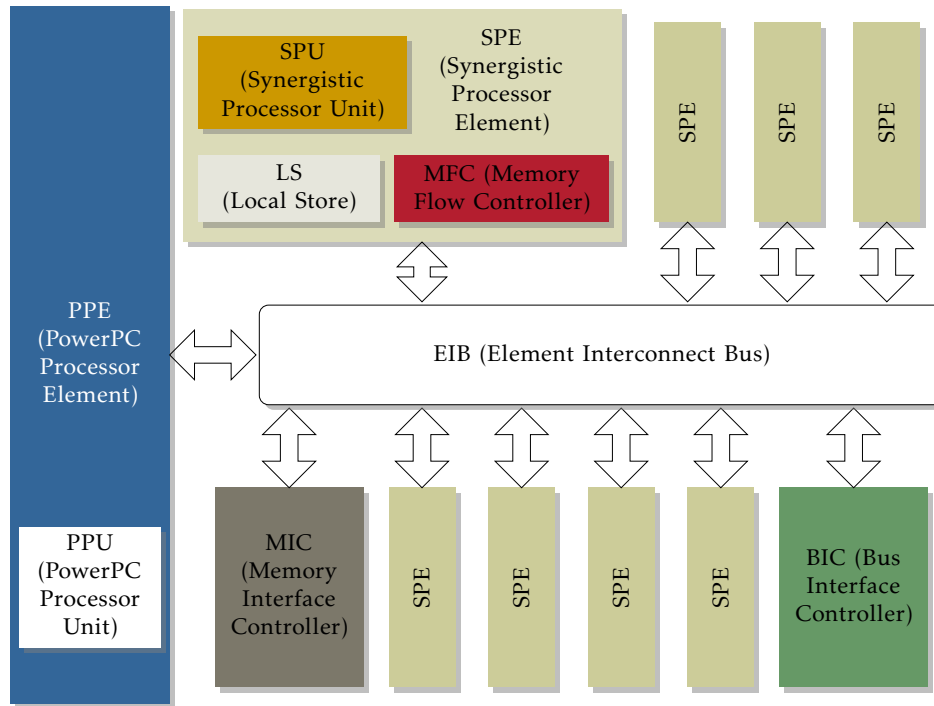 SPU
(Synergistic
Processor Unit)
SPE
(Synergistic
Processor
Element)
LS
(Local Store)
MFC (Memory
Flow Controller)
SPE
SPE
SPE
PPE
(PowerPC
Processor
Element)
EIB (Element Interconnect Bus)
PPU
(PowerPC
Processor
Unit)
MIC
(Memory
Interface
Controller)
SPE
SPE
SPE
SPE
BIC (Bus
Interface
Controller)